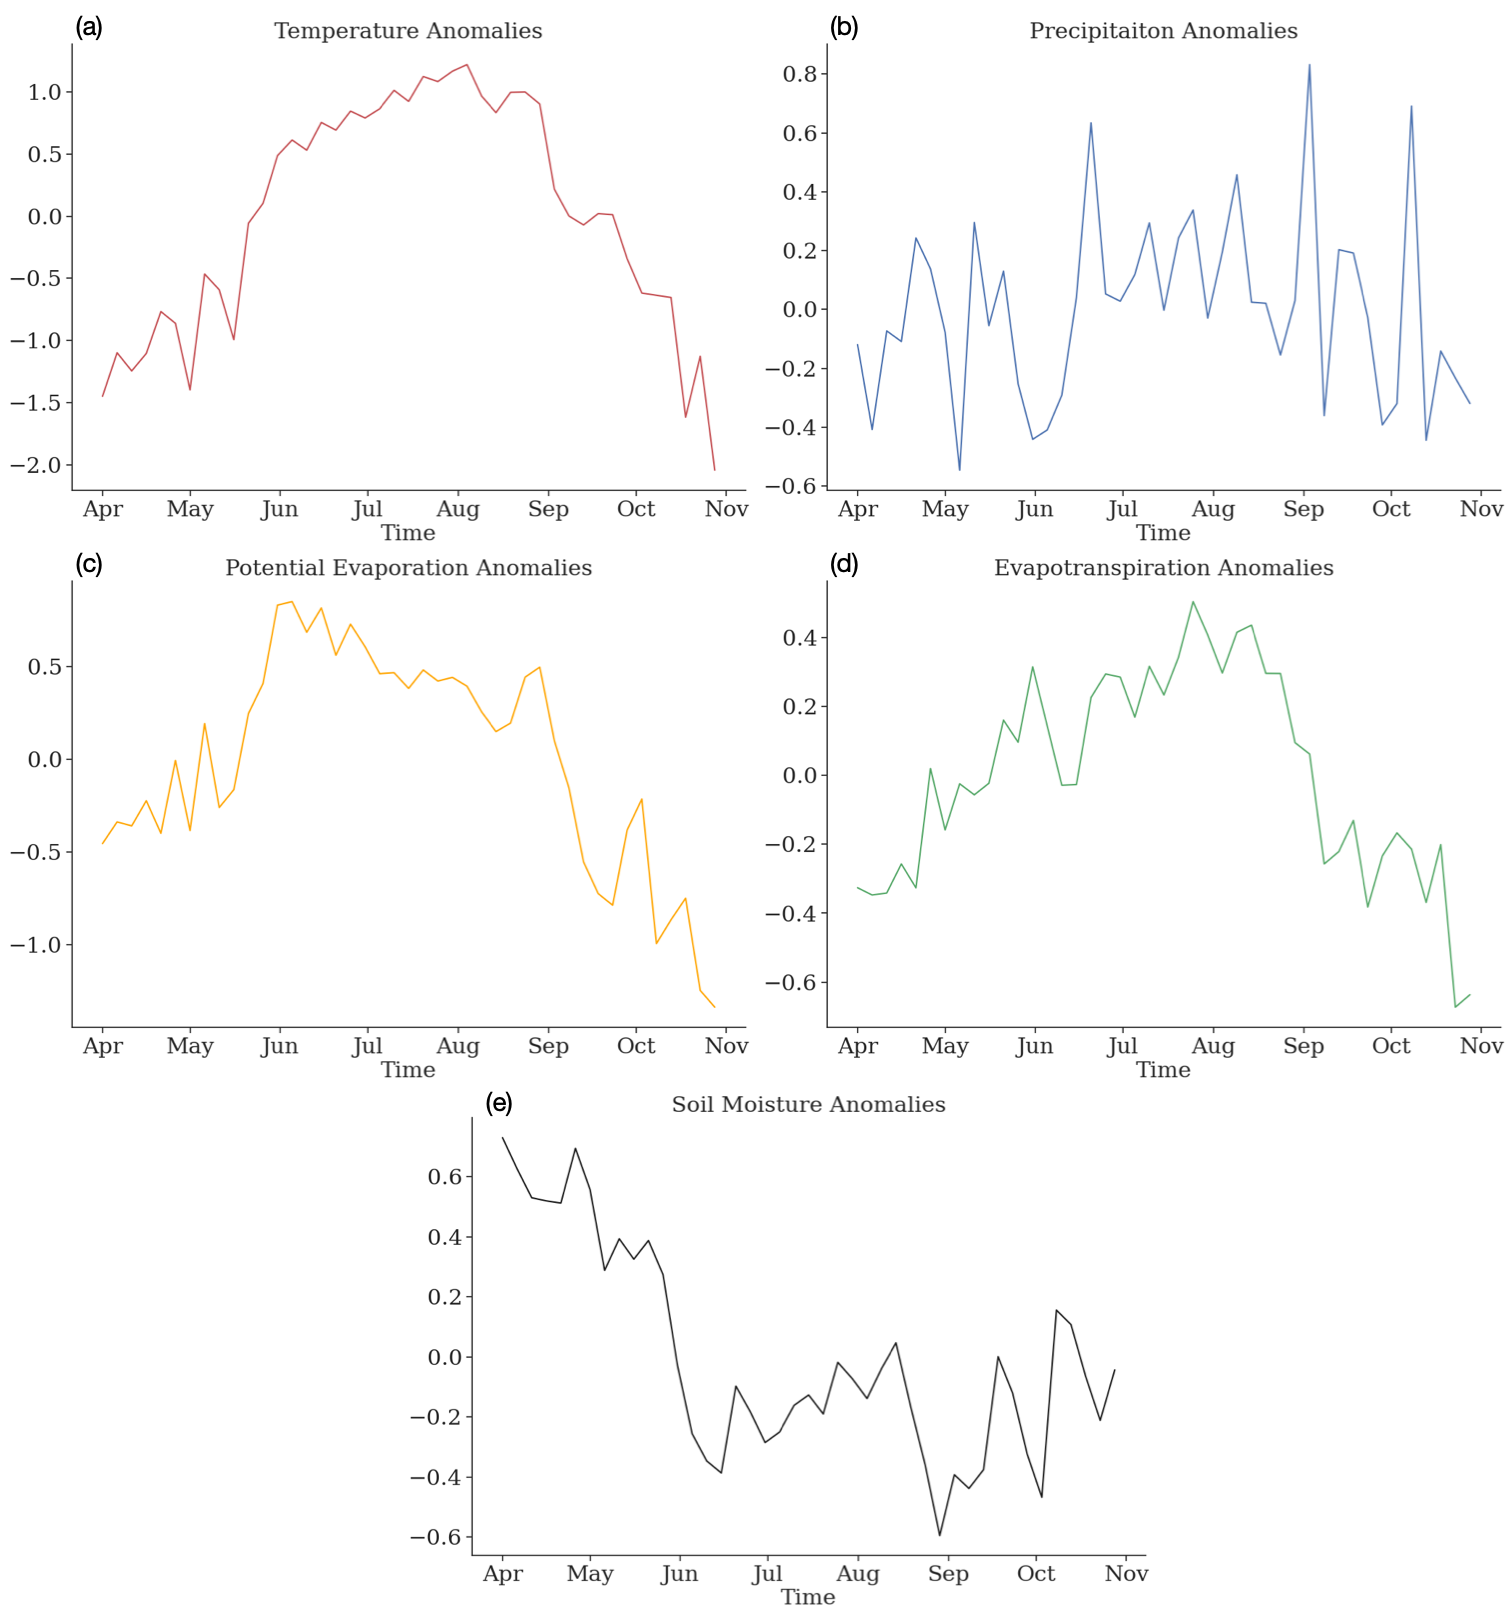 (a)
Temperature Anomalies
1.0
0.5
0.0
−0.5
−1.0
−1.5
−2.0
Apr May Jun Jul Aug Sep Oct Nov
Time
(b)
Precipitaiton Anomalies
0.8
0.6
0.4
0.2
0.0
−0.2
−0.4
−0.6
Apr May Jun Jul Aug Sep Oct Nov
Time
(c)
Potential Evaporation Anomalies
0.5
0.0
−0.5
−1.0
Apr May Jun Jul Aug Sep Oct Nov
Time
(d)
Evapotranspiration Anomalies
0.4
0.2
0.0
−0.2
−0.4
−0.6
Apr May Jun Jul Aug Sep Oct Nov
Time
(e)
Soil Moisture Anomalies
0.6
0.4
0.2
0.0
−0.2
−0.4
−0.6
Apr May Jun Jul Aug Sep Oct Nov
Time